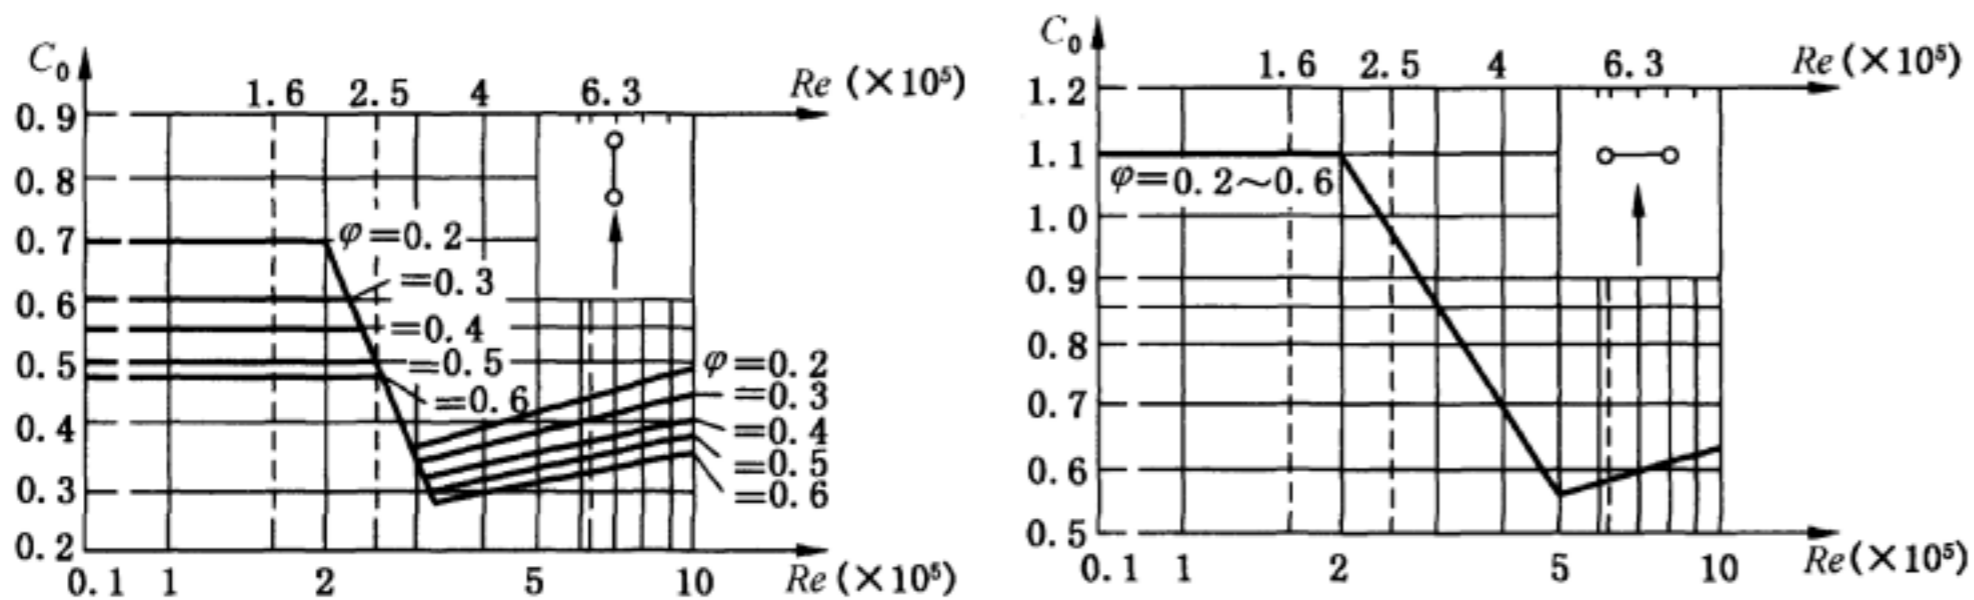 C₀
1.6 2.5 4 6.3 Re (×10⁵)
0.9
0.8
0.7 φ=0.2
=0.3
0.6
=0.4
0.5 =0.5
φ=0.2
=0.3
=0.6
0.4
=0.4
=0.5
0.3
=0.6
0.2
0.1 1 2 5 10 Re (×10⁵)
C₀
1.6 2.5 4 6.3 Re (×10⁵)
1.2
1.1
φ=0.2～0.6
1.0
0.9
0.8
0.7
0.6
0.5
0.1 1 2 5 10 Re (×10⁵)